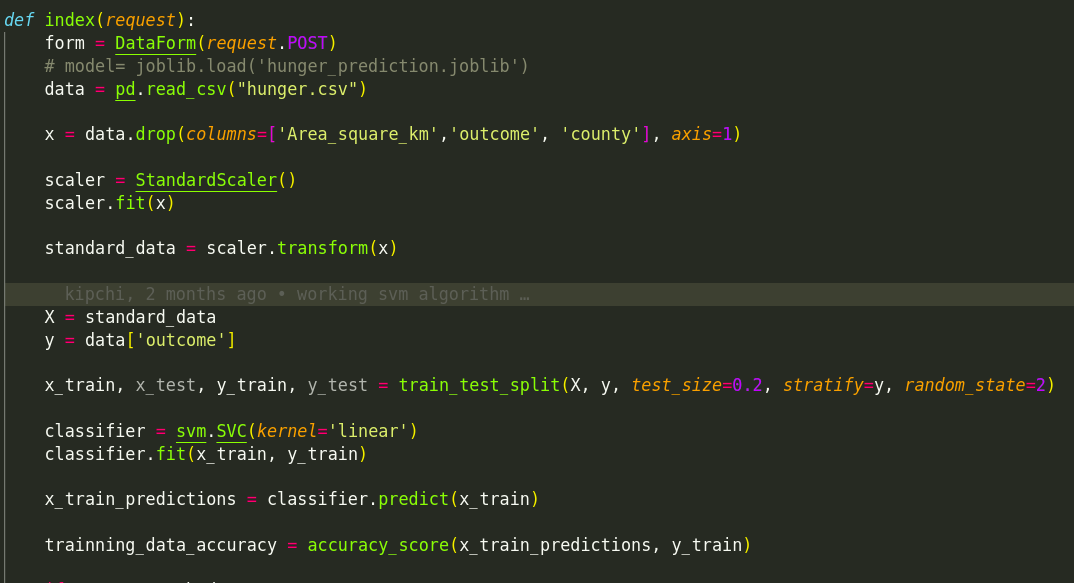 def index(request):
form = DataForm(request.POST)
# model= joblib.load('hunger_prediction.joblib')
data = pd.read_csv("hunger.csv")
x = data.drop(columns=['Area_square_km','outcome', 'county'], axis=1)
scaler = StandardScaler()
scaler.fit(x)
standard_data = scaler.transform(x)
kipchi, 2 months ago • working svm algorithm …
X = standard_data
y = data['outcome']
x_train, x_test, y_train, y_test = train_test_split(X, y, test_size=0.2, stratify=y, random_state=2)
classifier = svm.SVC(kernel='linear')
classifier.fit(x_train, y_train)
x_train_predictions = classifier.predict(x_train)
trainning_data_accuracy = accuracy_score(x_train_predictions, y_train)